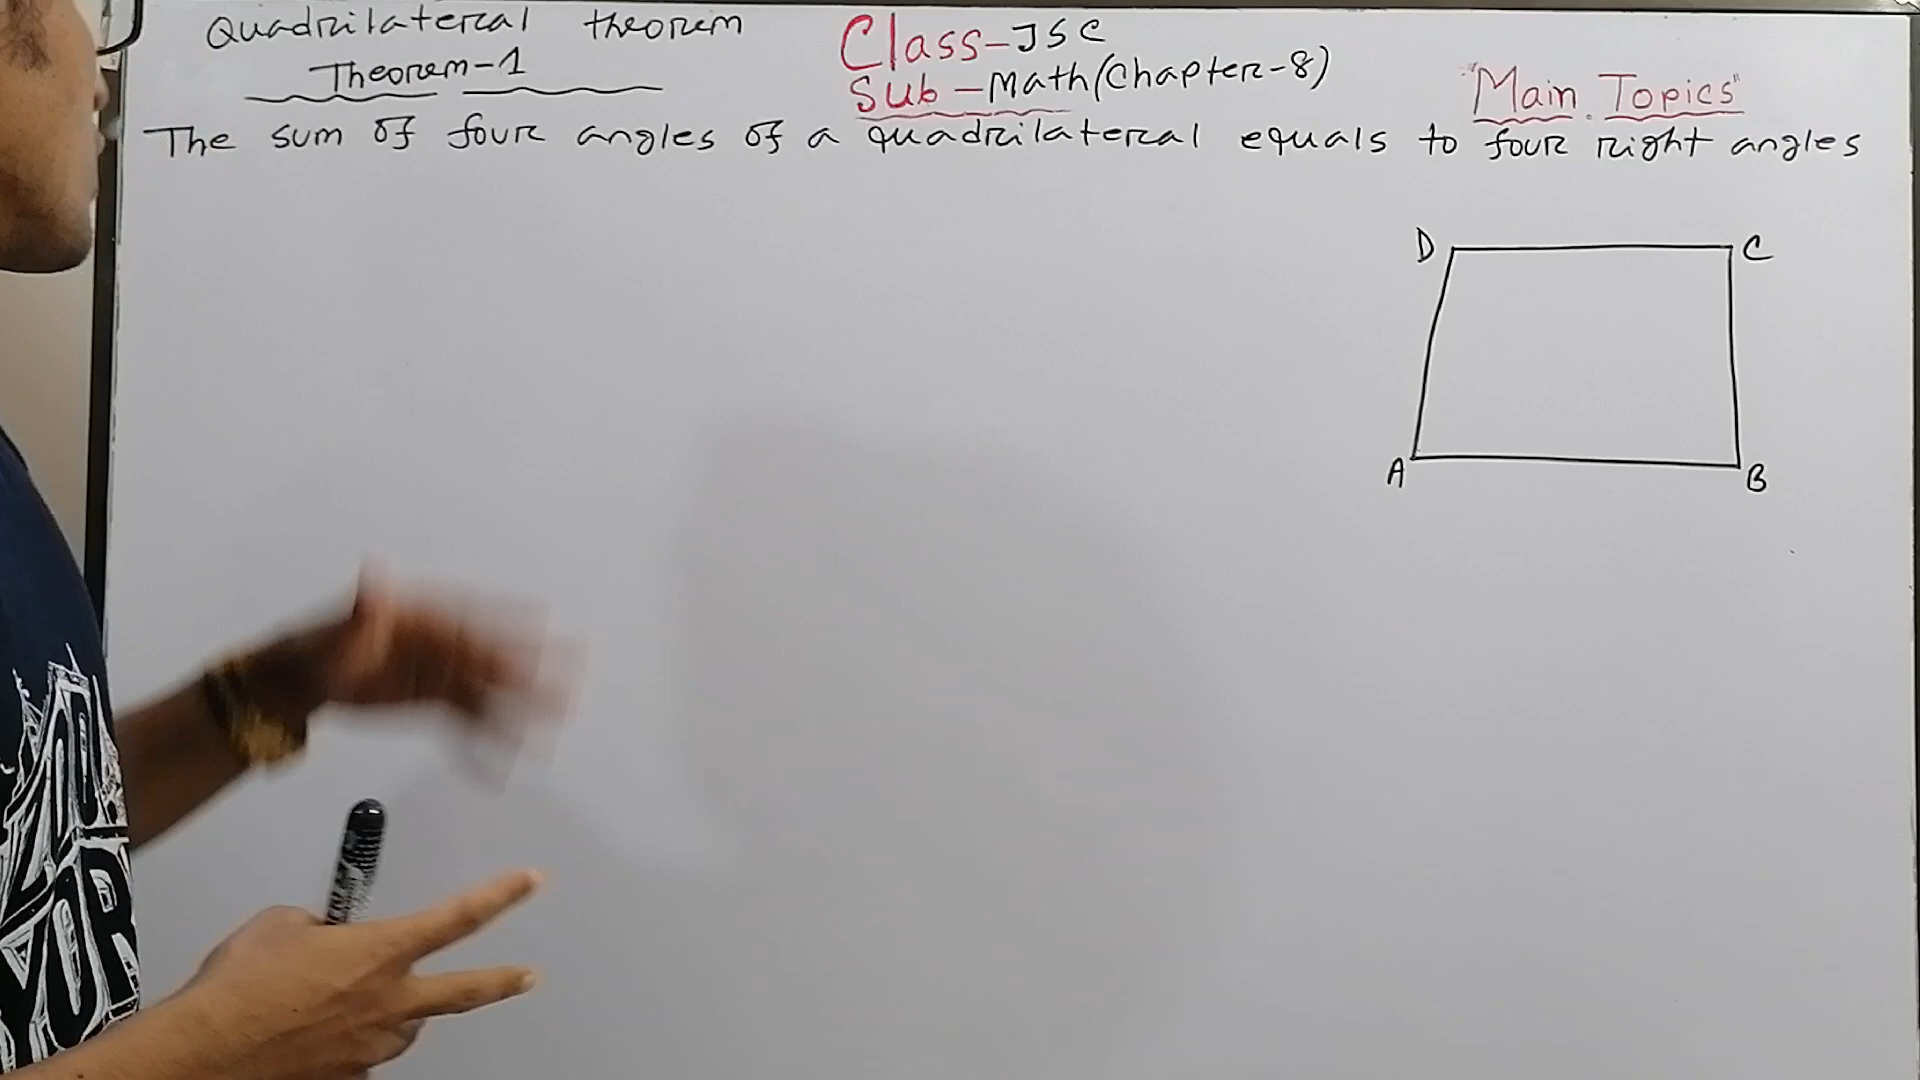 Quadrilateral theorem
Theorem-1
Class-JSC
Sub-Math(Chapter-8)
"Main Topics"
The sum of four angles of a quadrilateral equals to four right angles
D C
A B
YOR